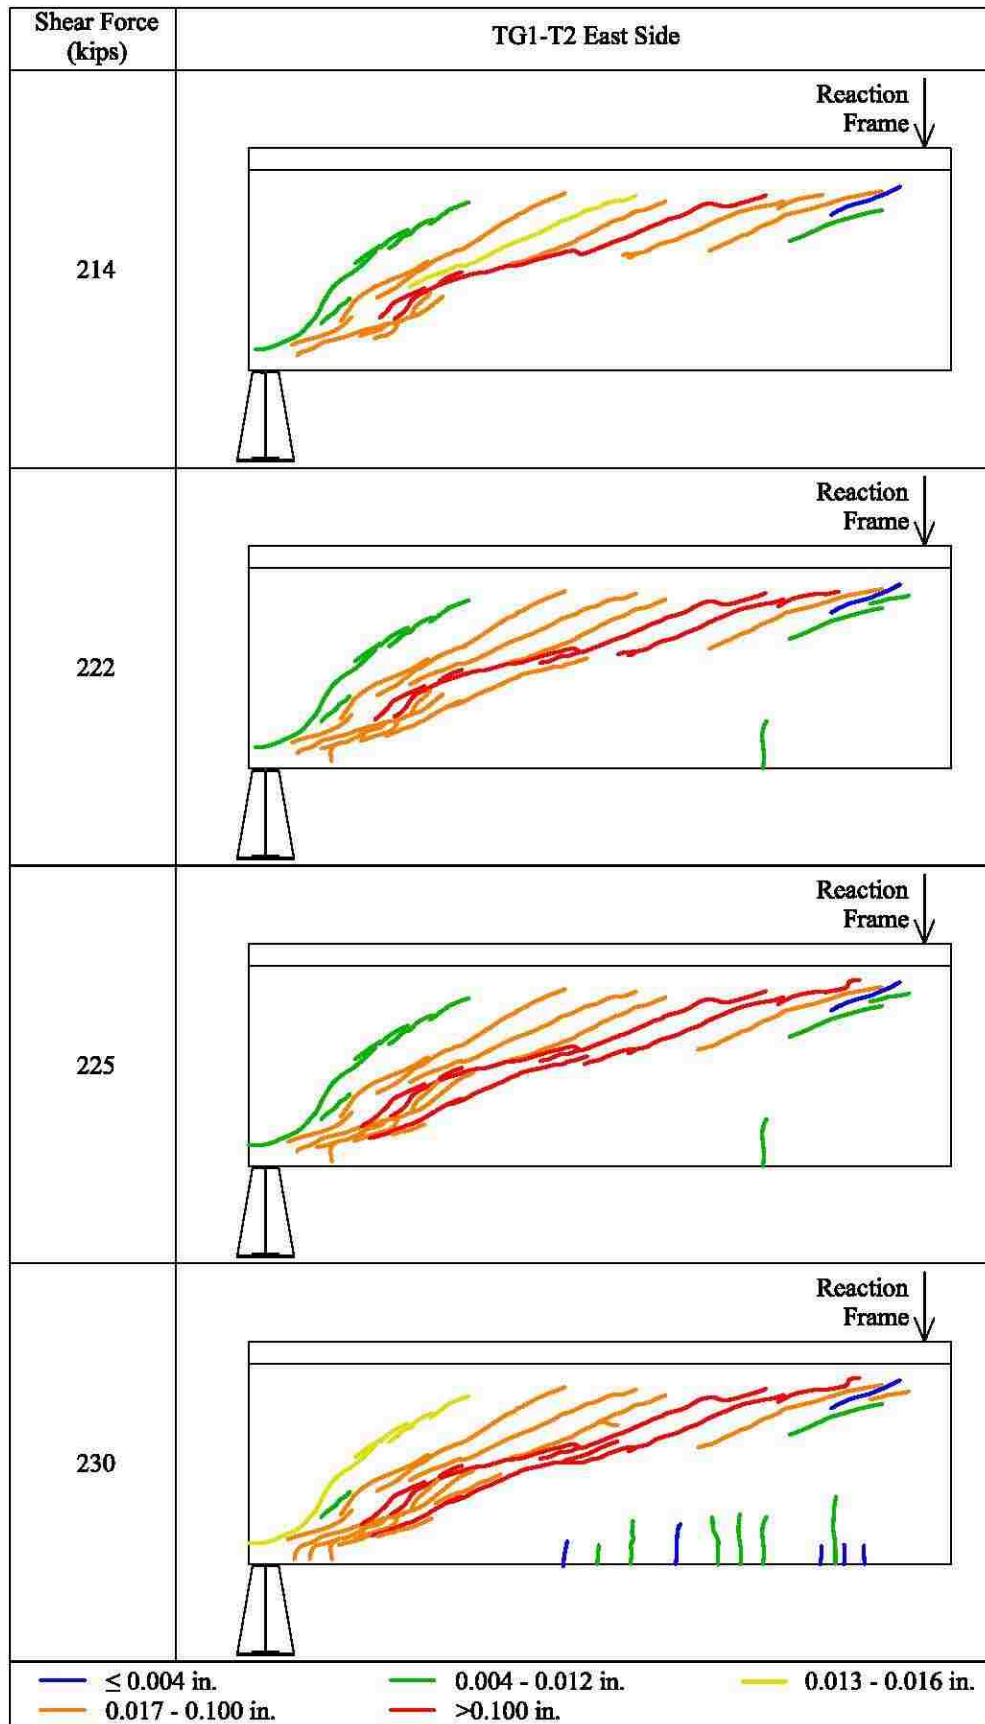 Shear Force
(kips)
TG1-T2 East Side
214
Reaction
Frame
222
Reaction
Frame
225
Reaction
Frame
230
Reaction
Frame
≤ 0.004 in.
0.004 - 0.012 in.
0.013 - 0.016 in.
0.017 - 0.100 in.
>0.100 in.